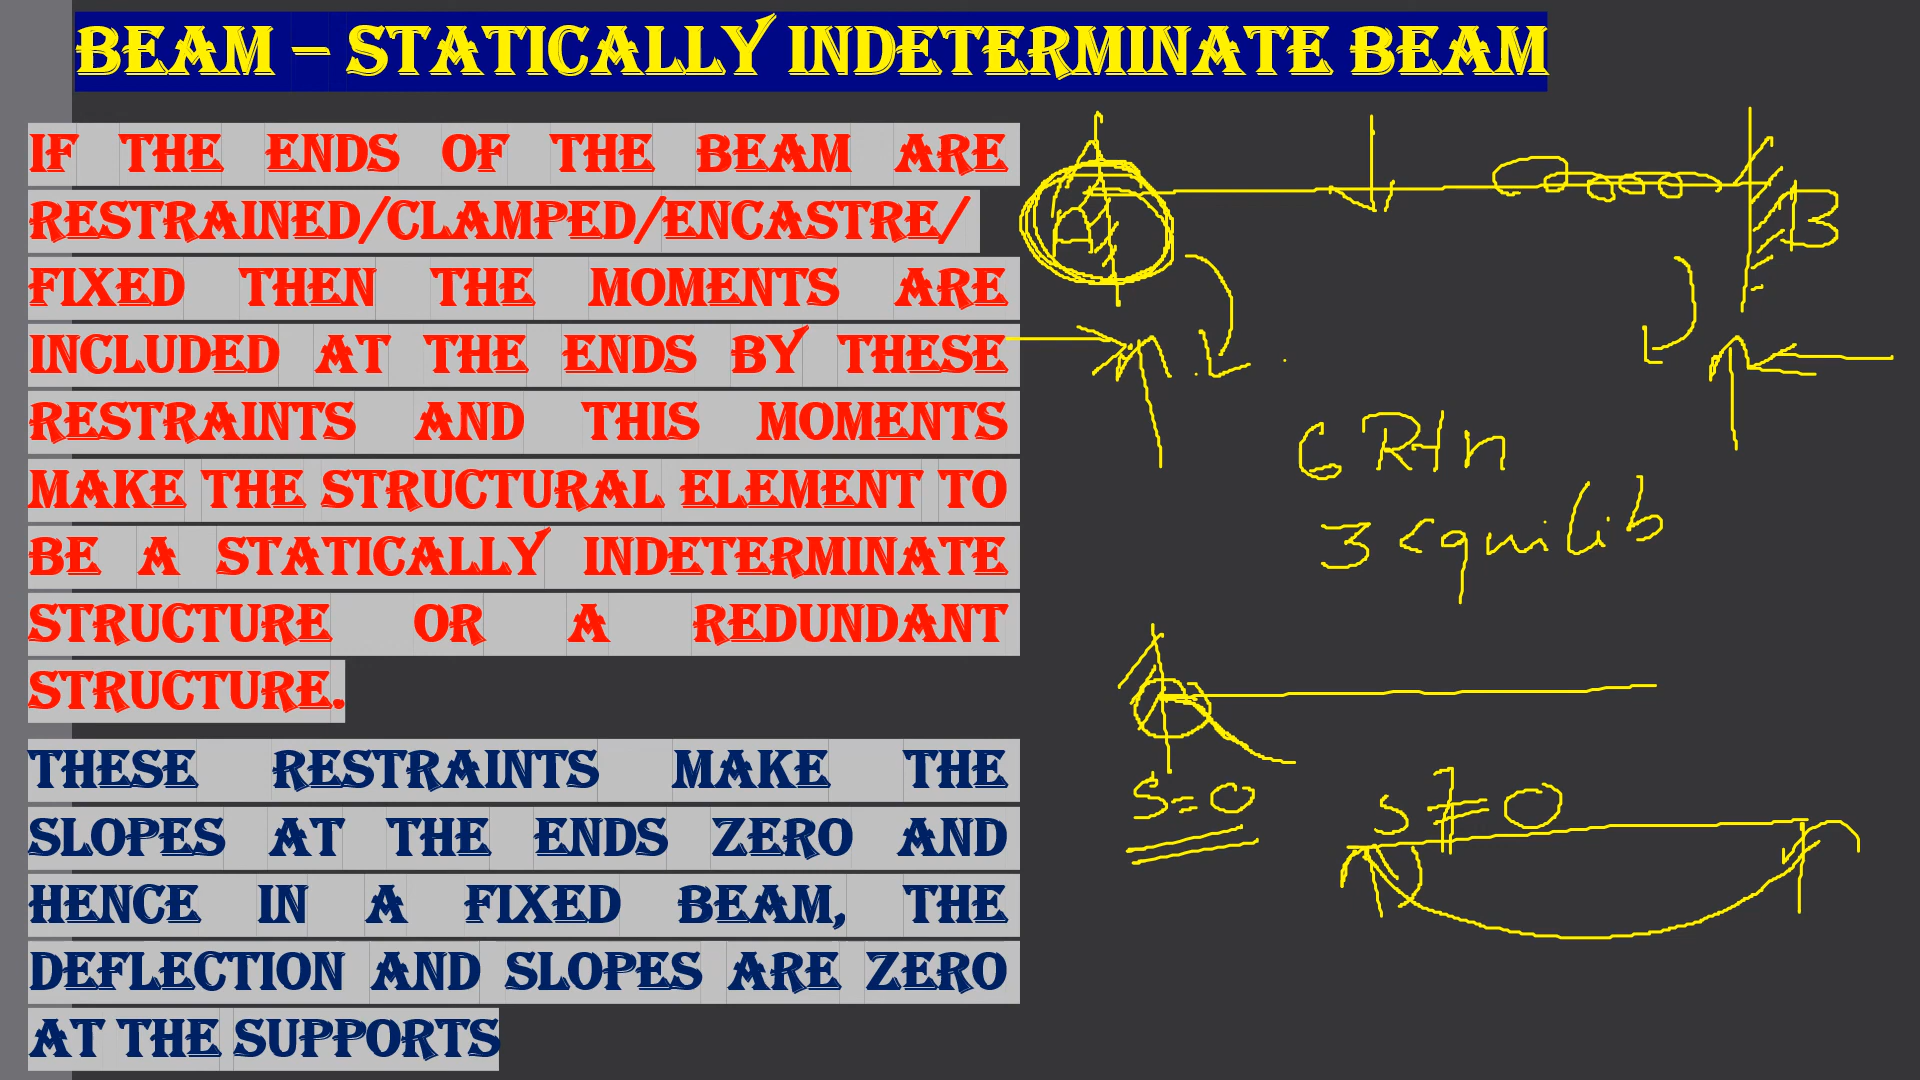 BEAM – STATICALLY INDETERMINATE BEAM
IF THE ENDS OF THE BEAM ARE
RESTRAINED/CLAMPED/ENCASTRE/
FIXED THEN THE MOMENTS ARE
INCLUDED AT THE ENDS BY THESE
RESTRAINTS AND THIS MOMENTS
MAKE THE STRUCTURAL ELEMENT TO
BE A STATICALLY INDETERMINATE
STRUCTURE OR A REDUNDANT
STRUCTURE.
THESE RESTRAINTS MAKE THE
SLOPES AT THE ENDS ZERO AND
HENCE IN A FIXED BEAM, THE
DEFLECTION AND SLOPES ARE ZERO
AT THE SUPPORTS
A
B
6 R+n
3 equilib
S=0
S≠0